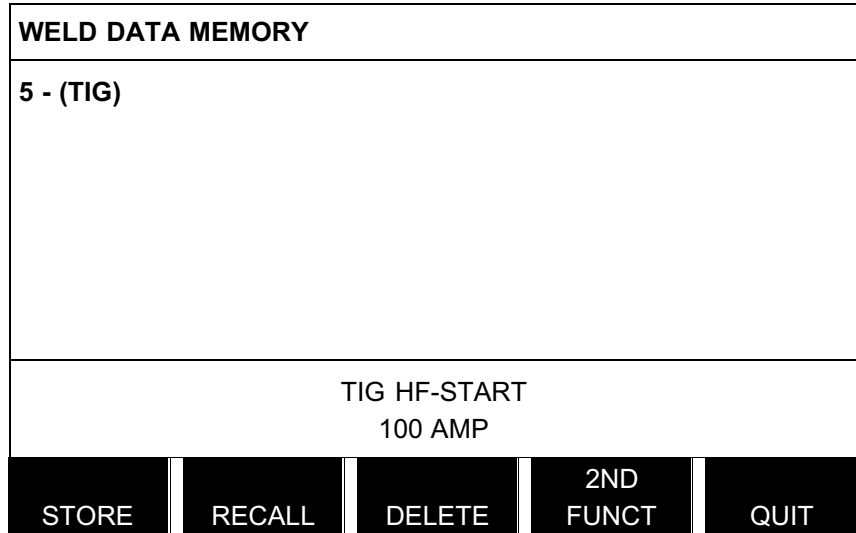 WELD DATA MEMORY
5 - (TIG)
TIG HF-START
100 AMP
STORE
RECALL
DELETE
2ND
FUNCT
QUIT